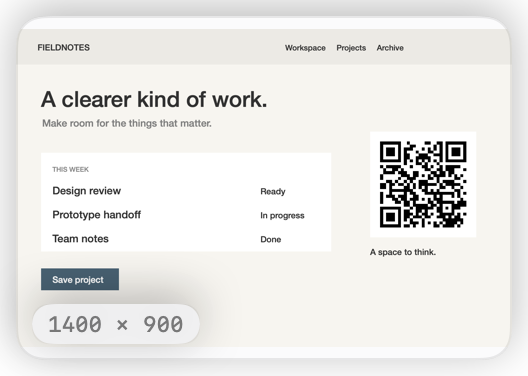 FIELDNOTES
Workspace Projects Archive
A clearer kind of work.
Make room for the things that matter.
THIS WEEK
Design review Ready
Prototype handoff In progress
Team notes Done
A space to think.
Save project
1400 × 900